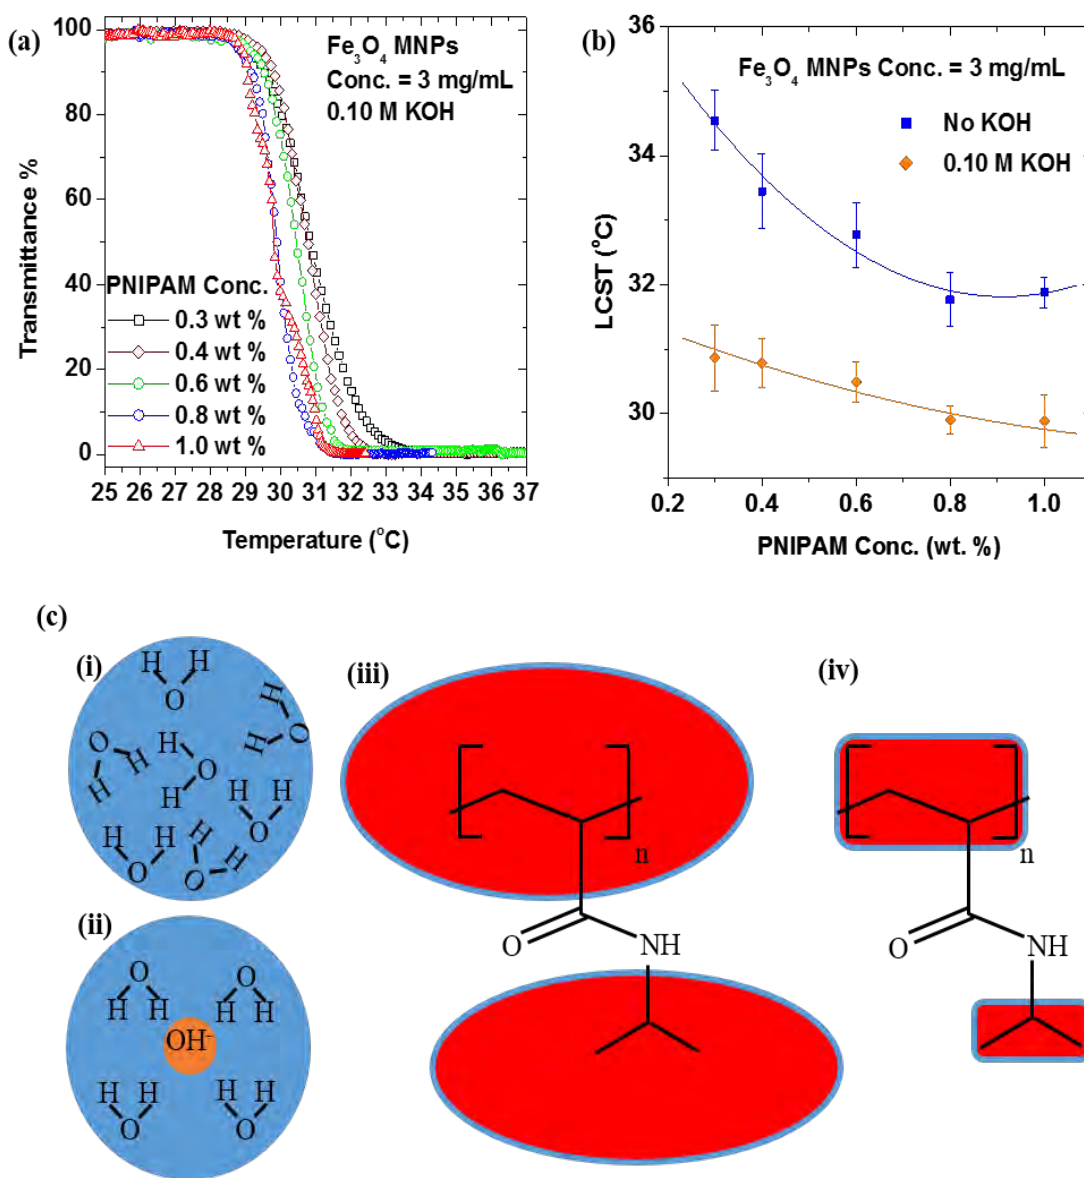 (a)
Fe₃O₄ MNPs
Conc. = 3 mg/mL
0.10 M KOH
100
80
60
40
20
0
Transmittance %
PNIPAM Conc.
0.3 wt %
0.4 wt %
0.6 wt %
0.8 wt %
1.0 wt %
25 26 27 28 29 30 31 32 33 34 35 36 37
Temperature (°C)
(b)
Fe₃O₄ MNPs Conc. = 3 mg/mL
No KOH
0.10 M KOH
36
34
32
30
LCST (°C)
0.2 0.4 0.6 0.8 1.0
PNIPAM Conc. (wt. %)
(c)
(i)
H H
O
H
O
H
O
H
H
H
O
H
H H
O
H H
O
H
O
H
(ii)
O
H H
O
H H
OH⁻
H H
O
H H
O
(iii)
n
O
NH
(iv)
n
O
NH